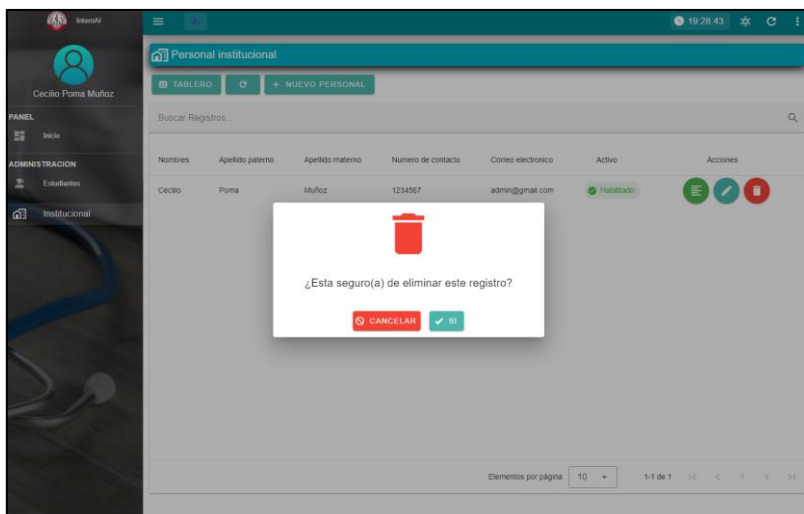 InternAI
19:28:43
Cecilio Poma Muñoz
PANEL
Inicio
ADMINISTRACION
Estudiantes
Institucional
Personal institucional
TABLERO
+ NUEVO PERSONAL
Buscar Registros...
Nombres Apellido paterno Apellido materno Numero de contacto Correo electronico Activo Acciones
Cecilio Poma Muñoz 1234567 admin@gmail.com Habilitado
¿Esta seguro(a) de eliminar este registro?
CANCELAR SI
Elementos por página 10 1-1 de 1